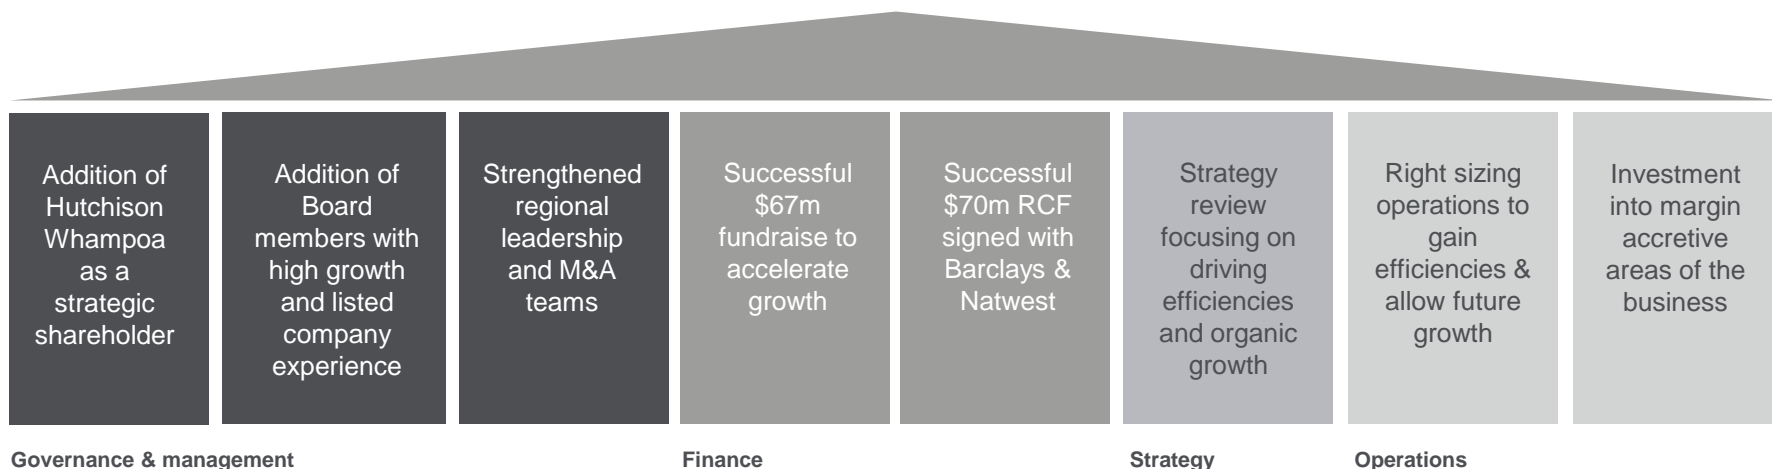 Addition of
Hutchison
Whampoa
as a
strategic
shareholder
Addition of
Board
members with
high growth
and listed
company
experience
Strengthened
regional
leadership
and M&A
teams
Successful
$67m
fundraise to
accelerate
growth
Successful
$70m RCF
signed with
Barclays &
Natwest
Strategy
review
focusing on
driving
efficiencies
and organic
growth
Right sizing
operations to
gain
efficiencies &
allow future
growth
Investment
into margin
accretive
areas of the
business
Governance & management
Finance
Strategy
Operations